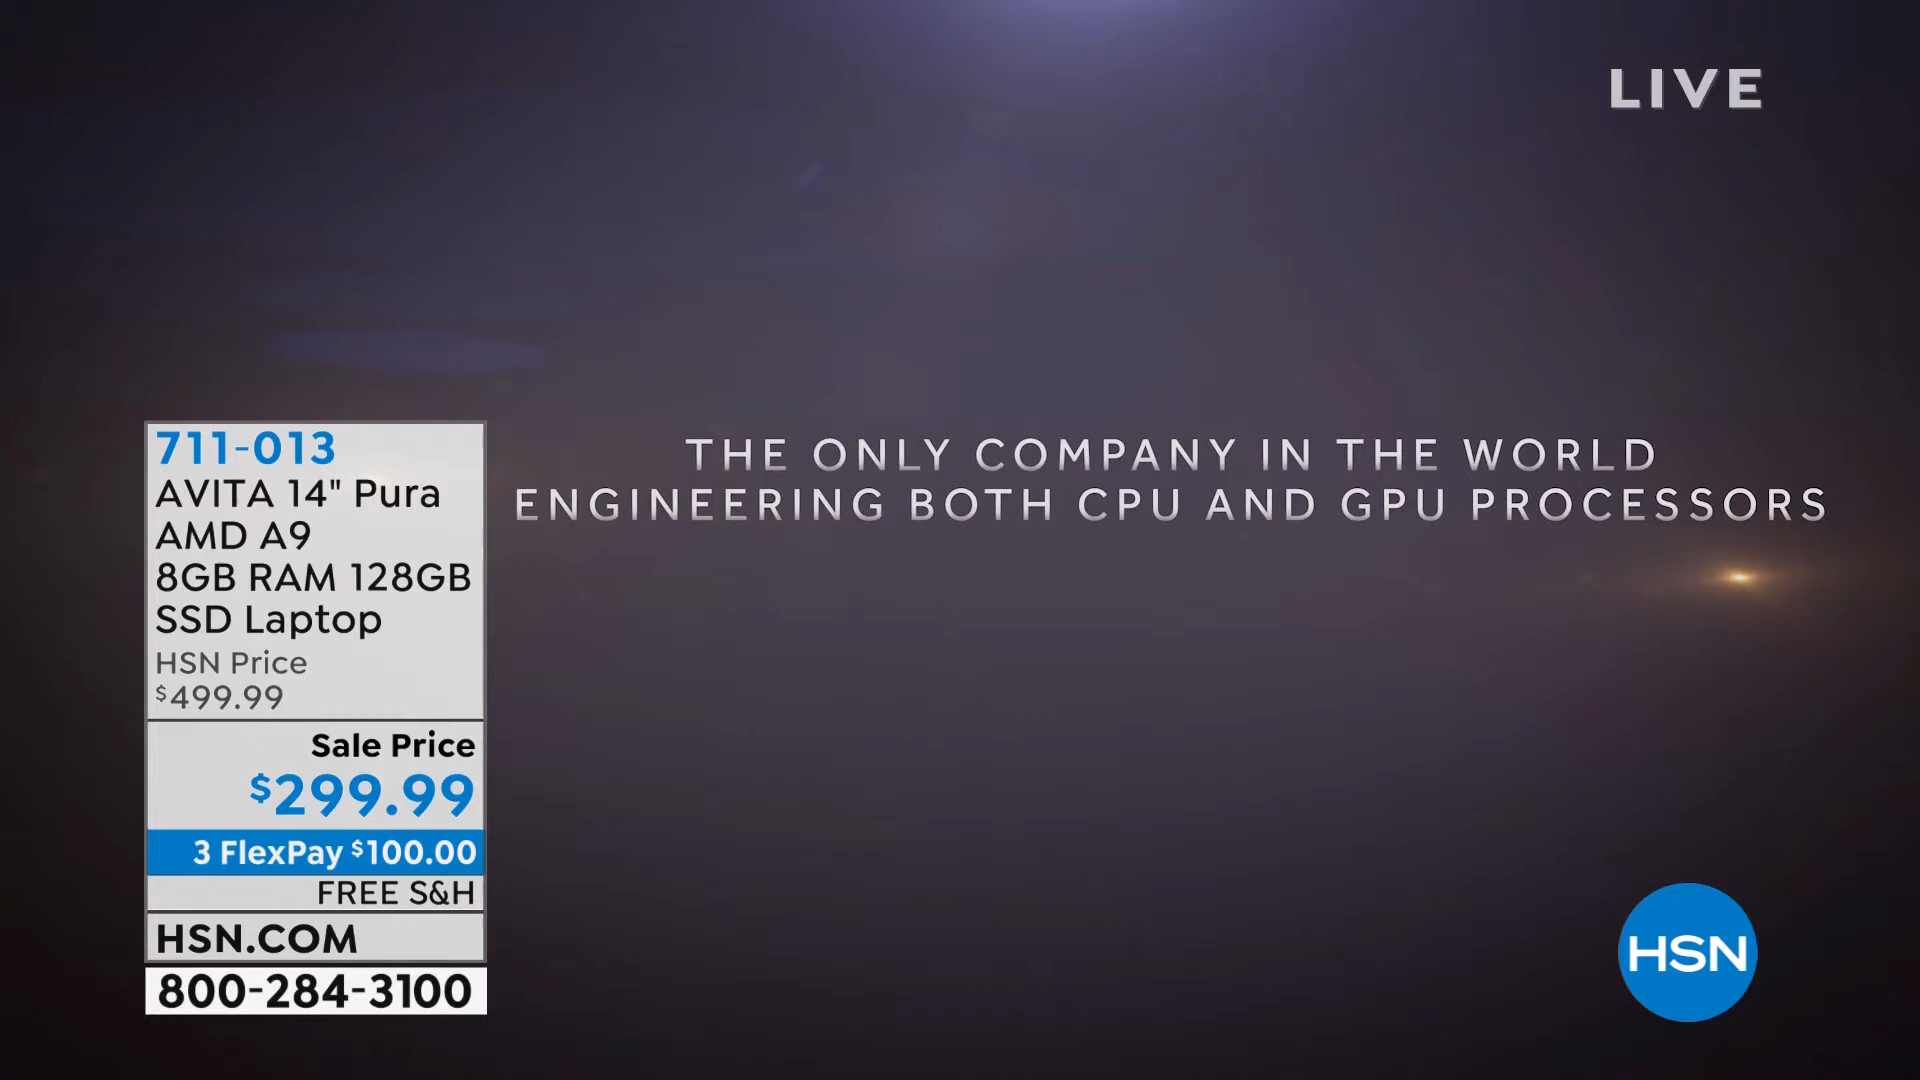 LIVE
711-013
AVITA 14" Pura
AMD A9
8GB RAM 128GB
SSD Laptop
HSN Price
$499.99
Sale Price
$299.99
3 FlexPay $100.00
FREE S&H
HSN.COM
800-284-3100
THE ONLY COMPANY IN THE WORLD
ENGINEERING BOTH CPU AND GPU PROCESSORS
HSN